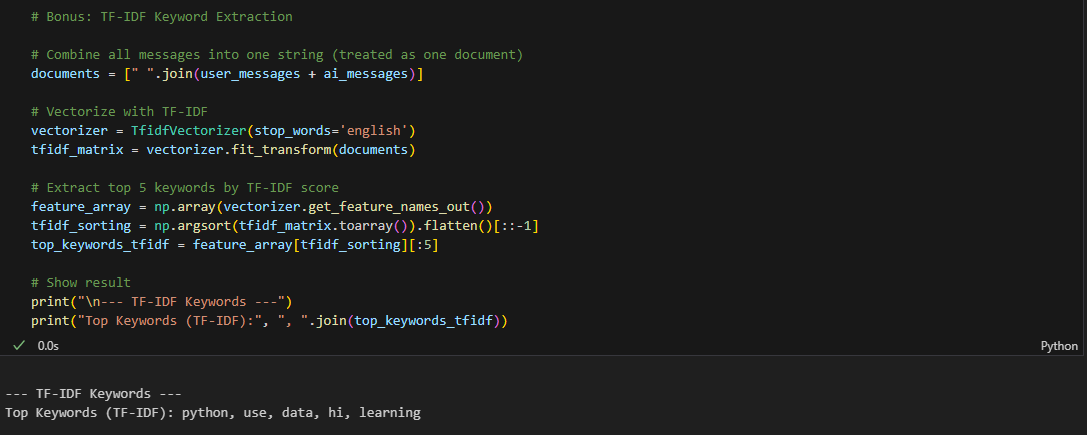 # Bonus: TF-IDF Keyword Extraction
# Combine all messages into one string (treated as one document)
documents = [" ".join(user_messages + ai_messages)]
# Vectorize with TF-IDF
vectorizer = TfidfVectorizer(stop_words='english')
tfidf_matrix = vectorizer.fit_transform(documents)
# Extract top 5 keywords by TF-IDF score
feature_array = np.array(vectorizer.get_feature_names_out())
tfidf_sorting = np.argsort(tfidf_matrix.toarray()).flatten()[::-1]
top_keywords_tfidf = feature_array[tfidf_sorting][:5]
# Show result
print("\n--- TF-IDF Keywords ---")
print("Top Keywords (TF-IDF):", ", ".join(top_keywords_tfidf))
✓ 0.0s Python
--- TF-IDF Keywords ---
Top Keywords (TF-IDF): python, use, data, hi, learning